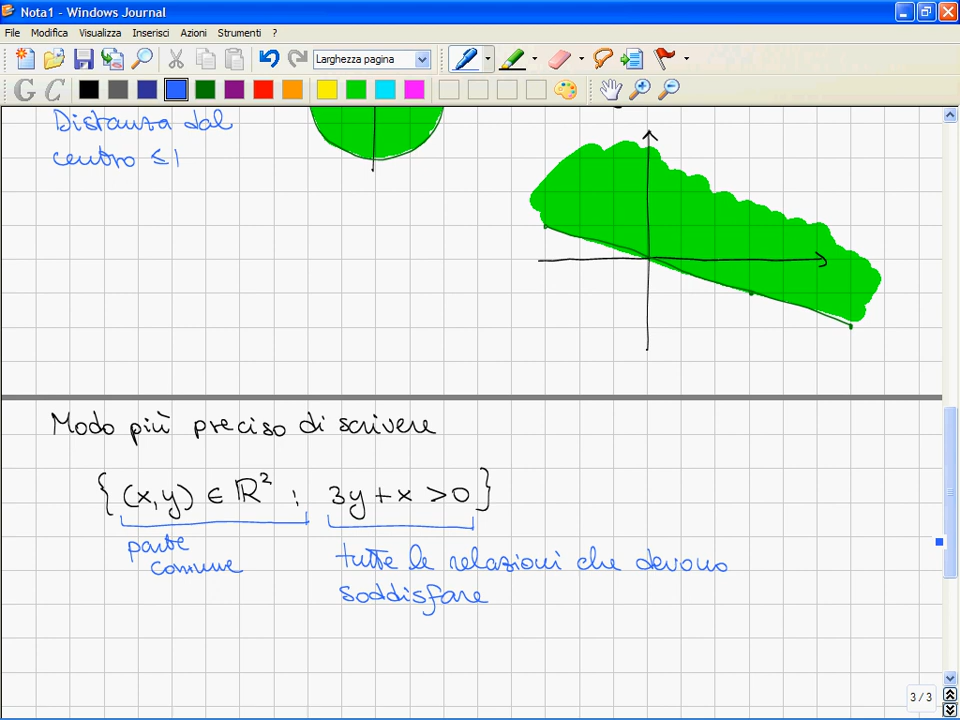 Nota1 - Windows Journal
File Modifica Visualizza Inserisci Azioni Strumenti ?
Larghezza pagina
G C
Distanza dal
centro ≤1
Modo più preciso di scrivere
{(x,y) ∈ ℝ² : 3y+x >0}
parte
comune
tutte le relazioni che devono
soddisfare
3 / 3